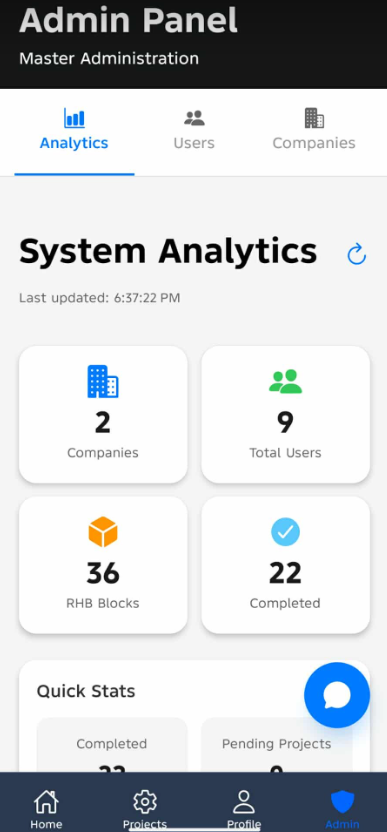 Admin Panel
Master Administration
Analytics
Users
Companies
System Analytics
Last updated: 6:37:22 PM
2
Companies
9
Total Users
36
RHB Blocks
22
Completed
Quick Stats
Completed
Pending Projects
Home
Projects
Profile
Admin